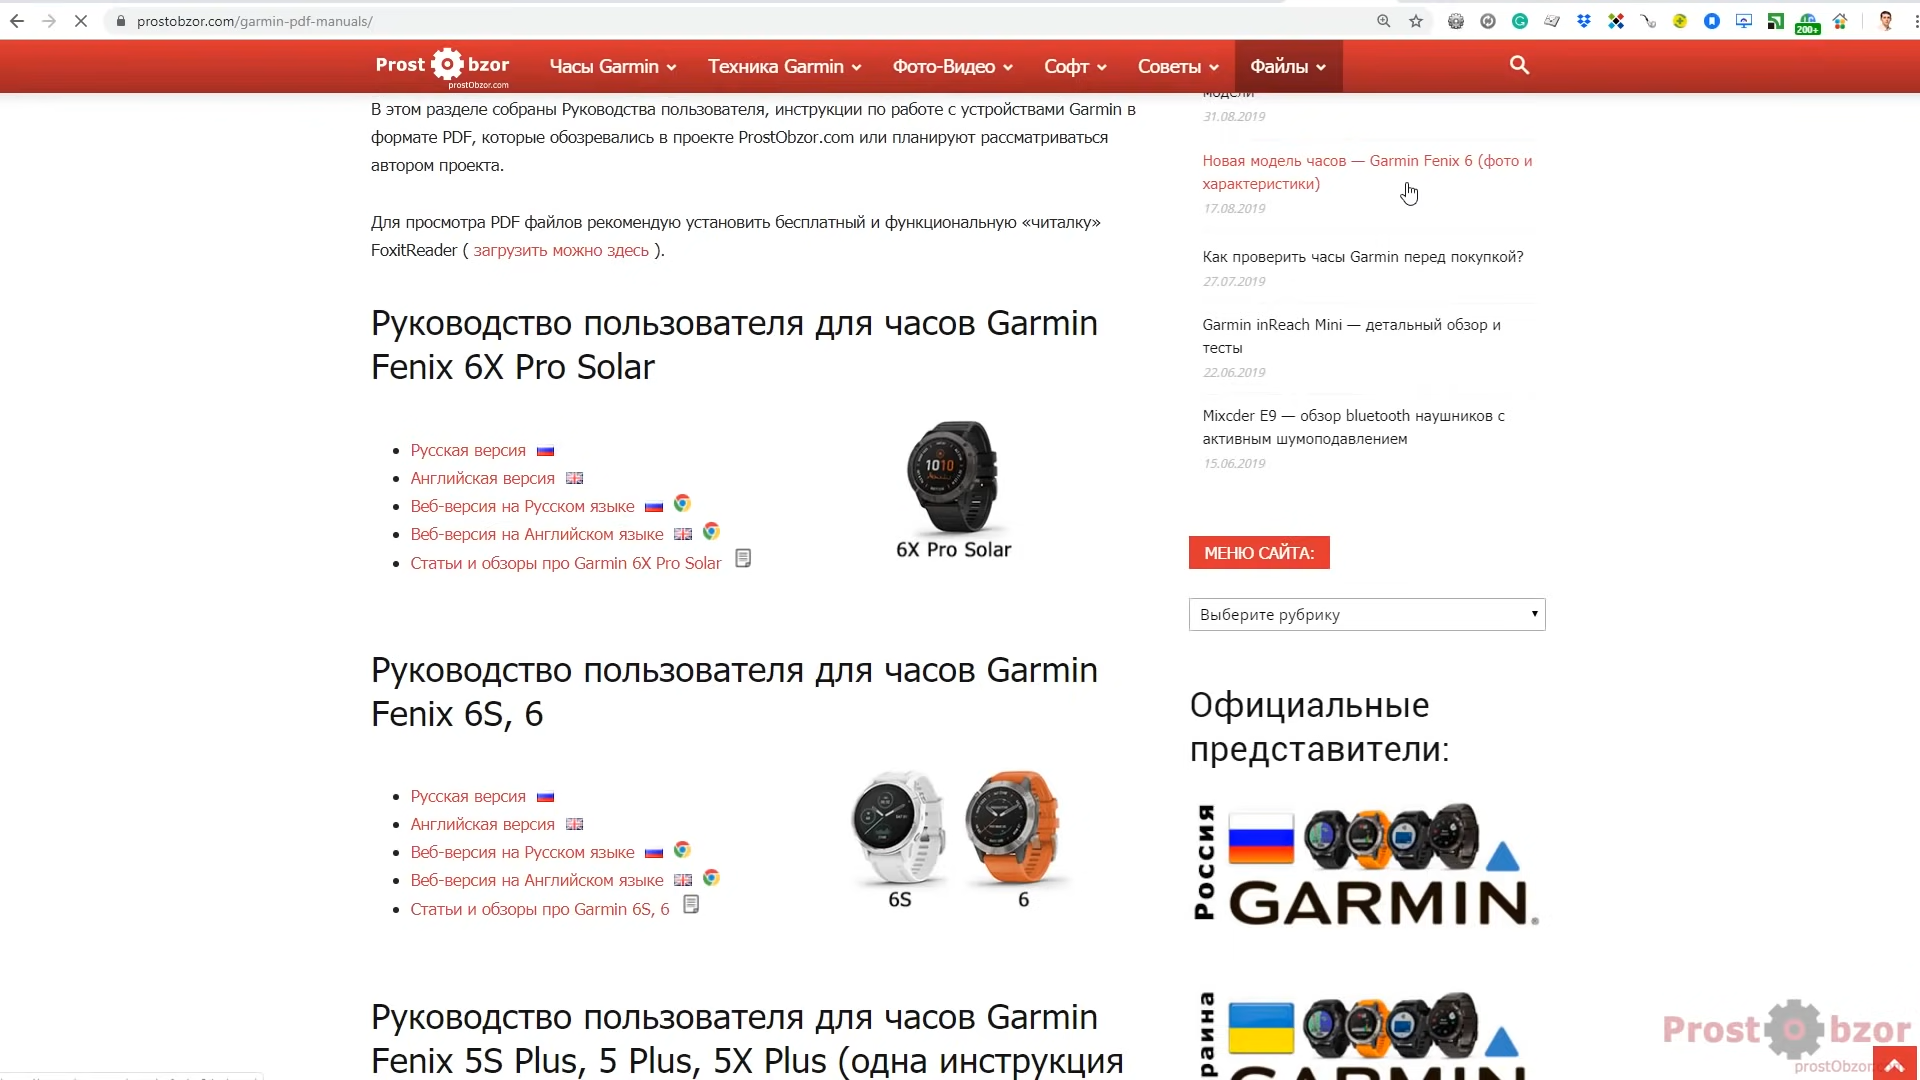 prostobzor.com/garmin-pdf-manuals/
200+
Prost bzor
prostObzor.com
Часы Garmin
Техника Garmin
Фото-Видео
Софт
Советы
Файлы
В этом разделе собраны Руководства пользователя, инструкции по работе с устройствами Garmin в
формате PDF, которые обозревались в проекте ProstObzor.com или планируют рассматриваться
автором проекта.
Для просмотра PDF файлов рекомендую установить бесплатный и функциональную «читалку»
FoxitReader ( загрузить можно здесь ).
Руководство пользователя для часов Garmin
Fenix 6X Pro Solar
Русская версия
Английская версия
Веб-версия на Русском языке
Веб-версия на Английском языке
Статьи и обзоры про Garmin 6X Pro Solar
10 10
6X Pro Solar
Руководство пользователя для часов Garmin
Fenix 6S, 6
Русская версия
Английская версия
Веб-версия на Русском языке
Веб-версия на Английском языке
Статьи и обзоры про Garmin 6S, 6
6S
6
Руководство пользователя для часов Garmin
Fenix 5S Plus, 5 Plus, 5X Plus (одна инструкция
модели
31.08.2019
Новая модель часов — Garmin Fenix 6 (фото и
характеристики)
17.08.2019
Как проверить часы Garmin перед покупкой?
27.07.2019
Garmin inReach Mini — детальный обзор и
тесты
22.06.2019
Mixcder E9 — обзор bluetooth наушников с
активным шумоподавлением
15.06.2019
МЕНЮ САЙТА:
Выберите рубрику
Официальные
представители:
Россия
GARMIN
раина
GARMIN
Prost bzor
prostObzor.c